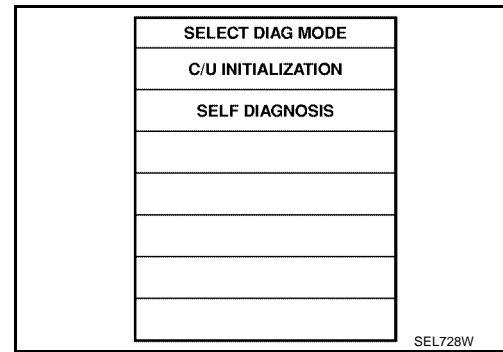 SELECT DIAG MODE
C/U INITIALIZATION
SELF DIAGNOSIS
SEL728W